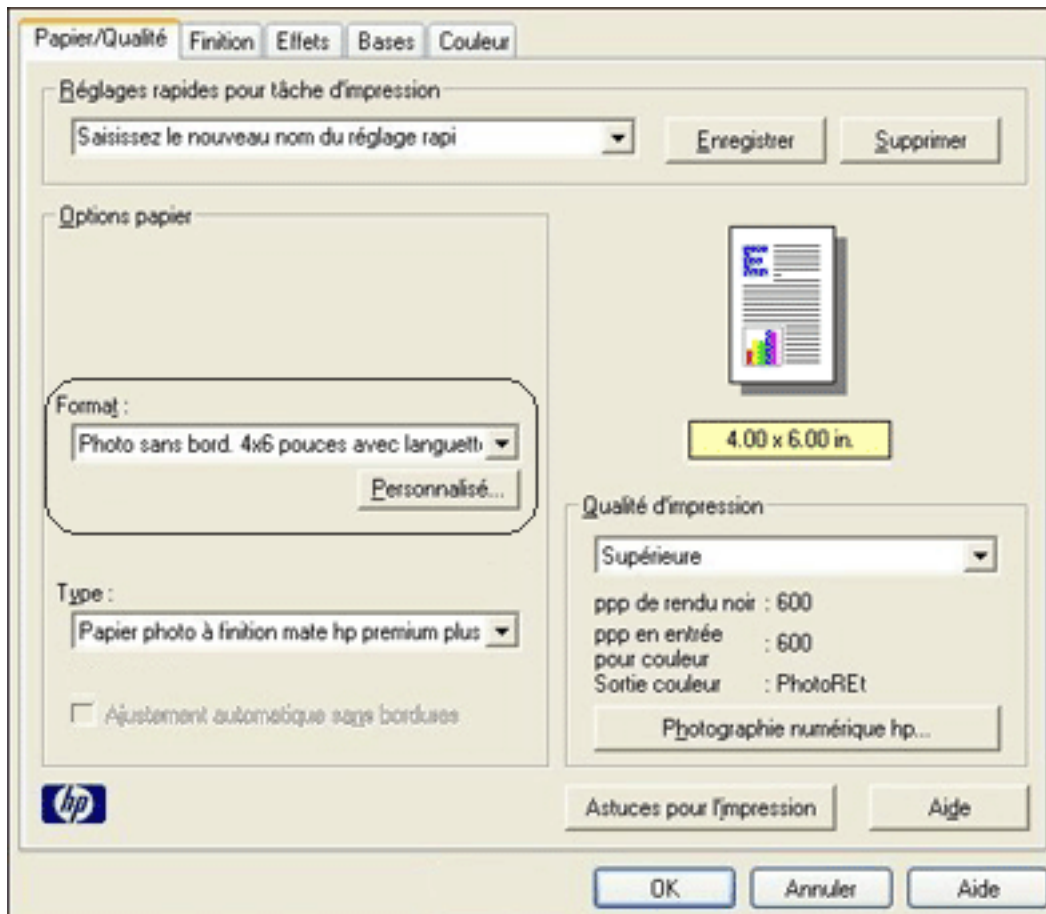 Papier/Qualité Finition Effets Bases Couleur
Réglages rapides pour tâche d'impression
Saisissez le nouveau nom du réglage rapi
Enregistrer Supprimer
Options papier
Format :
Photo sans bord. 4x6 pouces avec languett
Personnalisé...
Type :
Papier photo à finition mate hp premium plus
Ajustement automatique sans bordures
hp
4.00 x 6.00 in.
Qualité d'impression
Supérieure
ppp de rendu noir : 600
ppp en entrée
pour couleur : 600
Sortie couleur : PhotoREt
Photographie numérique hp...
Astuces pour l'impression Aide
OK Annuler Aide